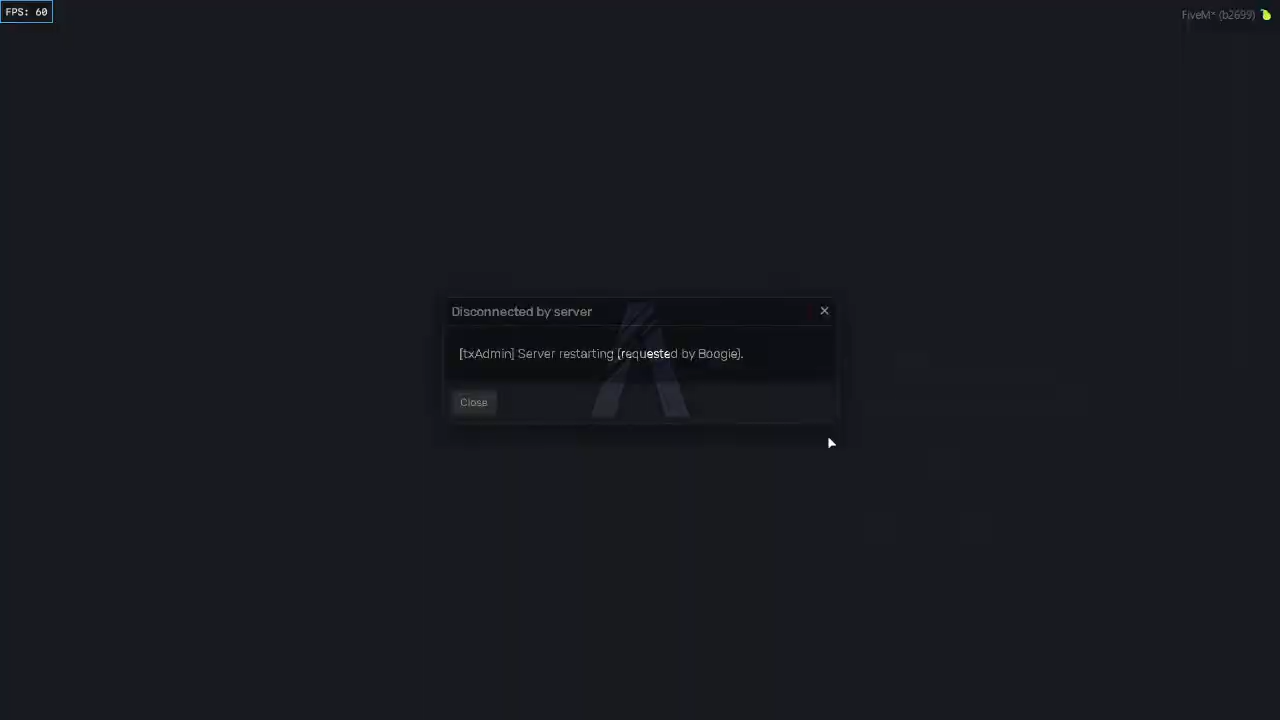 FPS: 60
FiveM* (b2699)
Disconnected by server
[txAdmin] Server restarting (requested by Boogie).
Close